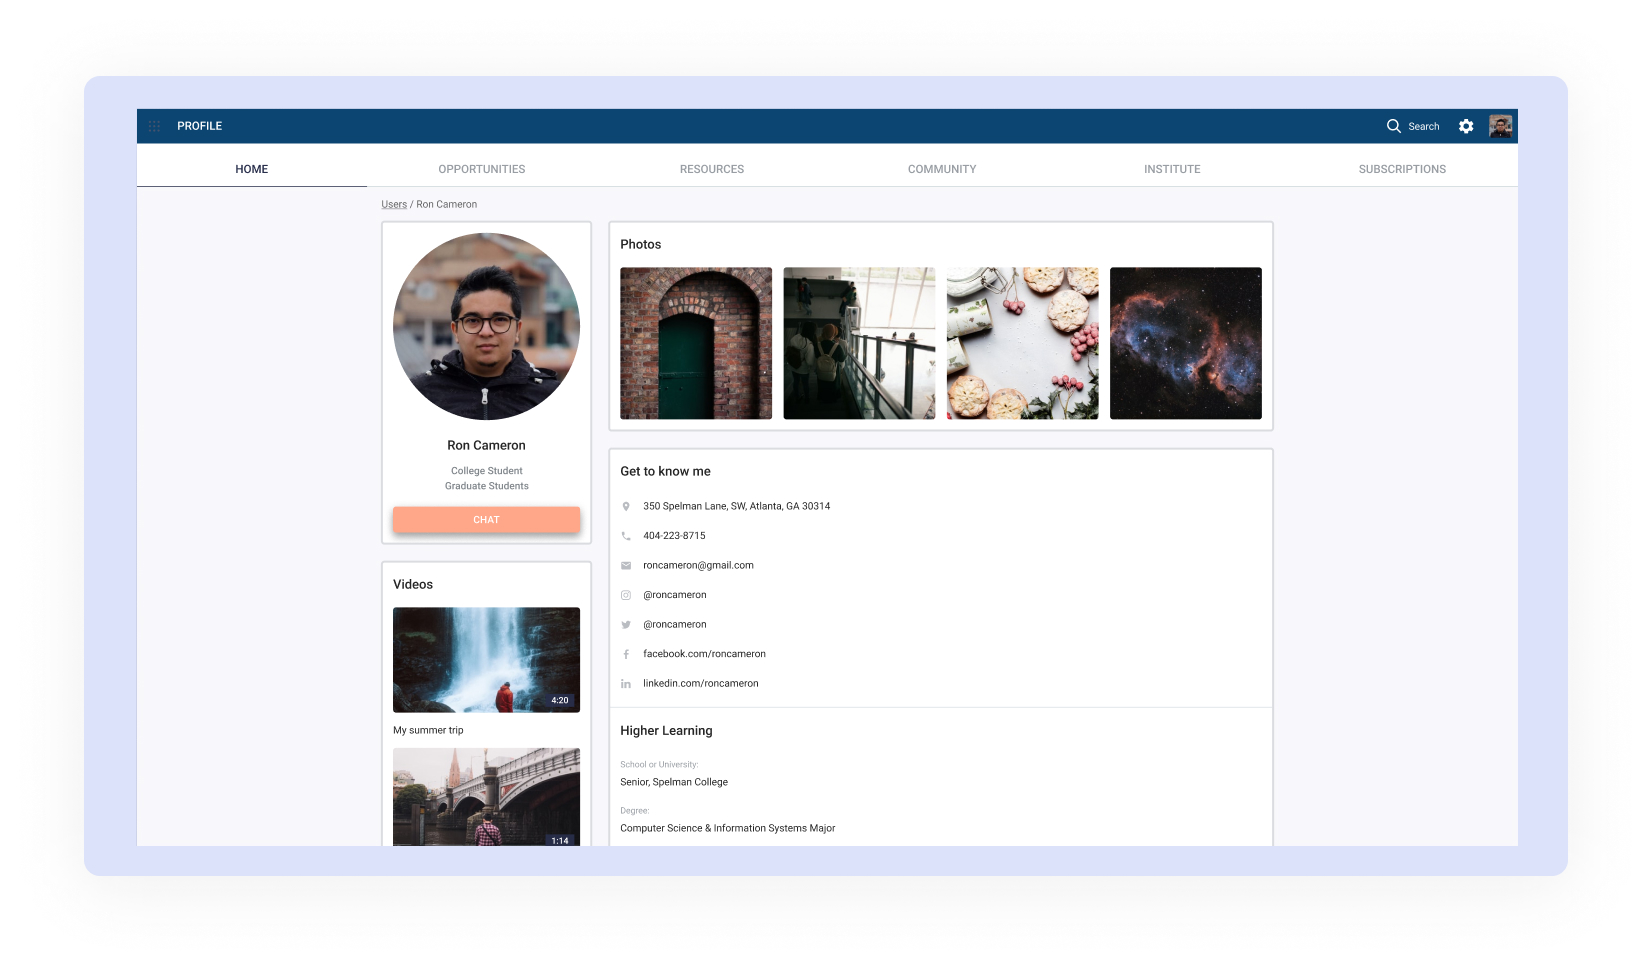 PROFILE
Search
HOME
OPPORTUNITIES
RESOURCES
COMMUNITY
INSTITUTE
SUBSCRIPTIONS
Users / Ron Cameron
Ron Cameron
College Student
Graduate Students
CHAT
Videos
4:20
My summer trip
1:14
Photos
Get to know me
350 Spelman Lane, SW, Atlanta, GA 30314
404-223-8715
roncameron@gmail.com
@roncameron
@roncameron
facebook.com/roncameron
linkedin.com/roncameron
Higher Learning
School or University:
Senior, Spelman College
Degree:
Computer Science & Information Systems Major